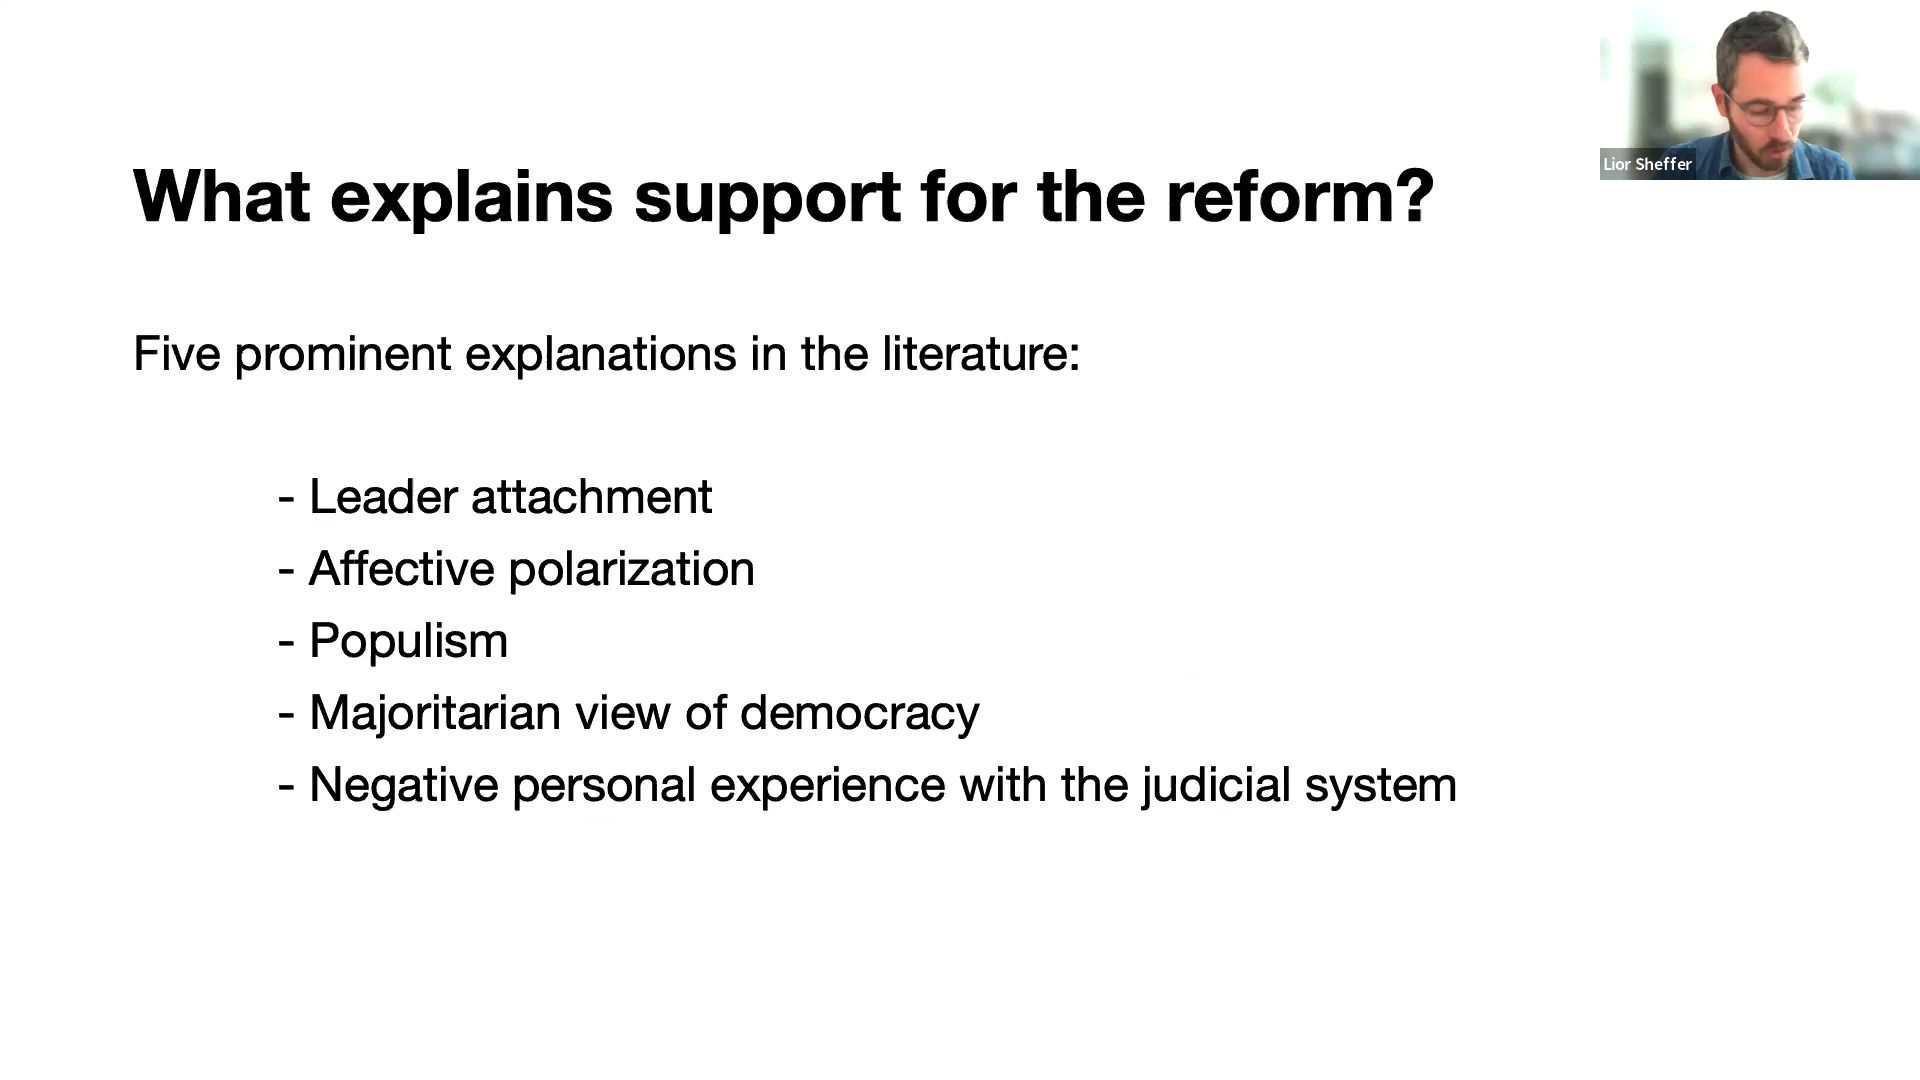 What explains support for the reform?
Lior Sheffer
Five prominent explanations in the literature:
- Leader attachment
- Affective polarization
- Populism
- Majoritarian view of democracy
- Negative personal experience with the judicial system